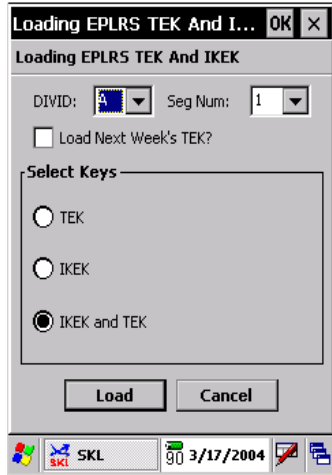 Loading EPLRS TEK And I... OK ×
Loading EPLRS TEK And IKEK
DIVID: A Seg Num: 1
Load Next Week's TEK?
Select Keys
TEK
IKEK
IKEK and TEK
Load Cancel
SKL SKL 90 3/17/2004